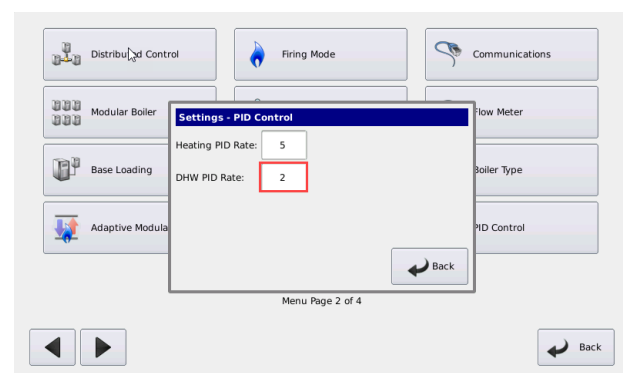 Distributed Control
Firing Mode
Communications
Modular Boiler
Flow Meter
Settings - PID Control
Heating PID Rate: 5
Base Loading
Boiler Type
DHW PID Rate: 2
Adaptive Modula
PID Control
Back
Menu Page 2 of 4
Back